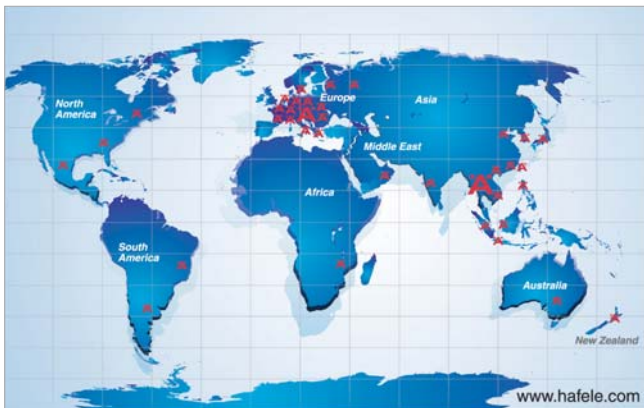 North
America
Europe
Asia
Middle East
Africa
South
America
Australia
New Zealand
www.hafele.com